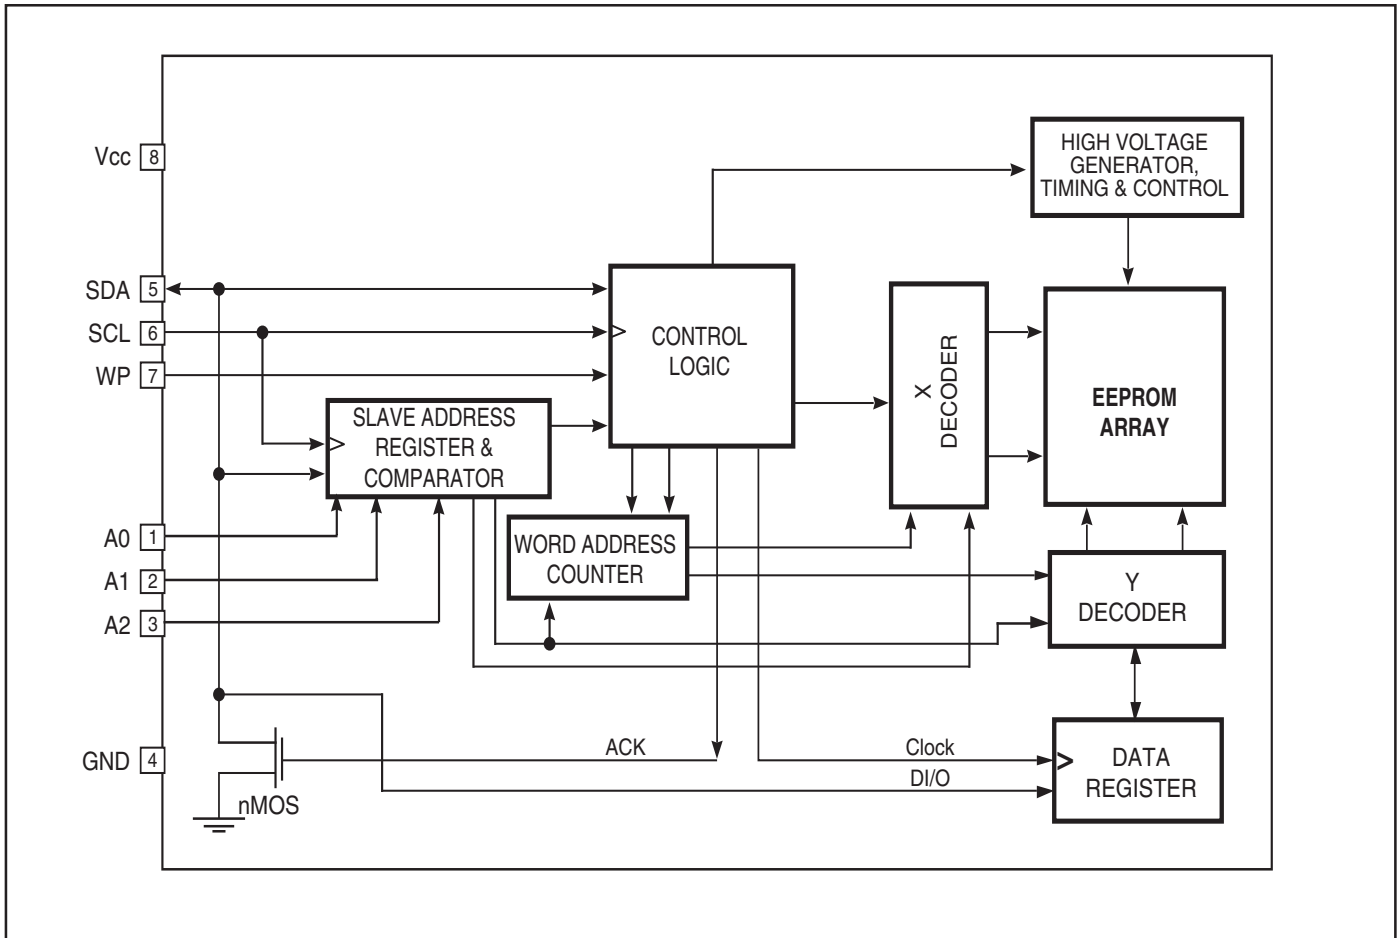 HIGH VOLTAGE
GENERATOR,
TIMING & CONTROL
Vcc 8
SDA 5
SCL 6
WP 7
CONTROL
LOGIC
X
DECODER
EEPROM
ARRAY
SLAVE ADDRESS
REGISTER &
COMPARATOR
A0 1
A1 2
A2 3
WORD ADDRESS
COUNTER
Y
DECODER
GND 4
nMOS
ACK
Clock
DI/O
DATA
REGISTER